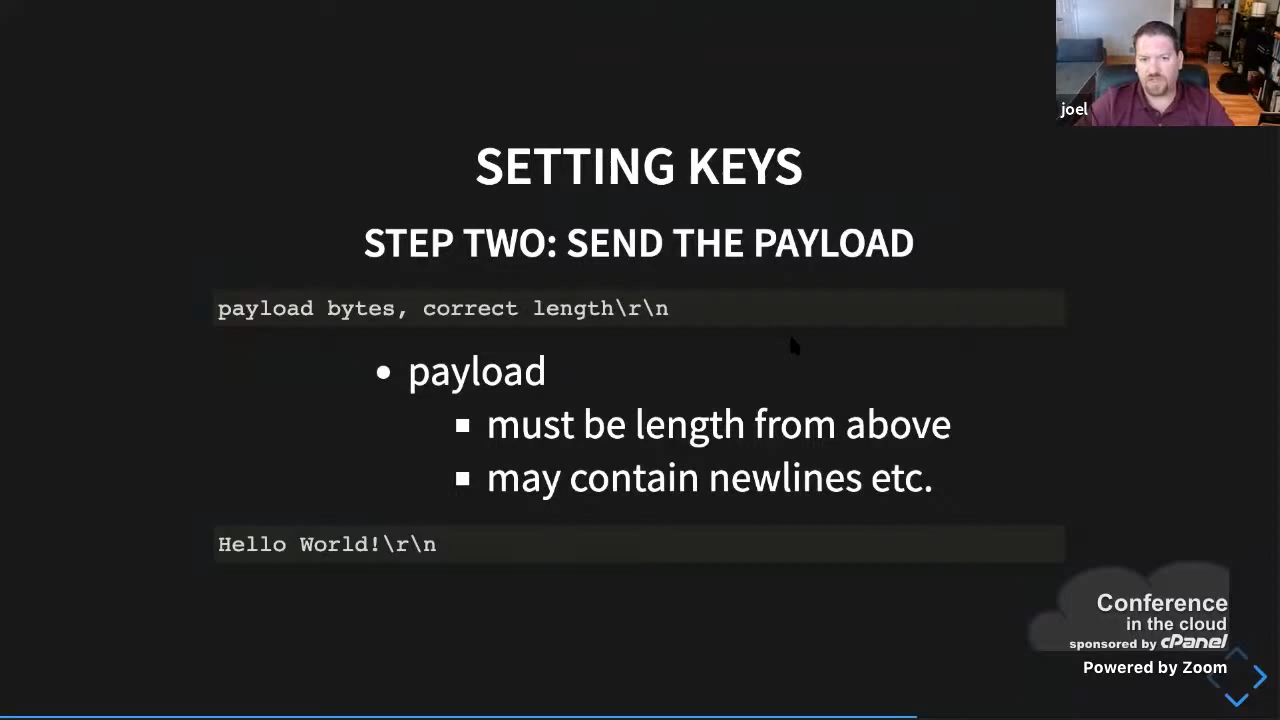 joel
SETTING KEYS
STEP TWO: SEND THE PAYLOAD
payload bytes, correct length\r\n
• payload
▪ must be length from above
▪ may contain newlines etc.
Hello World!\r\n
Conference
in the cloud
sponsored by cPanel
Powered by Zoom